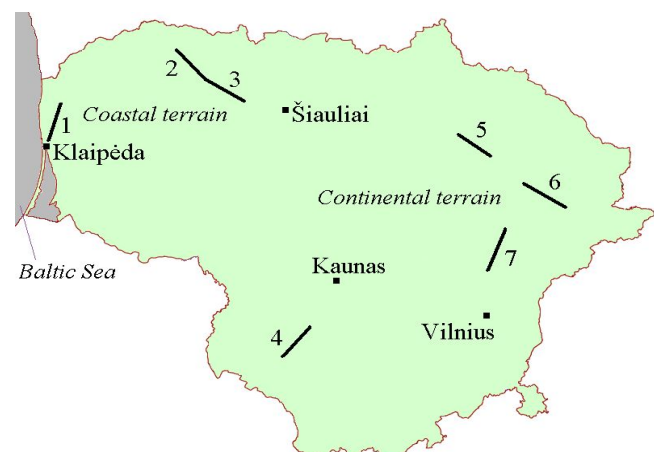 2
3
Coastal terrain
Šiauliai
1
Klaipėda
5
Continental terrain
6
Baltic Sea
Kaunas
7
4
Vilnius